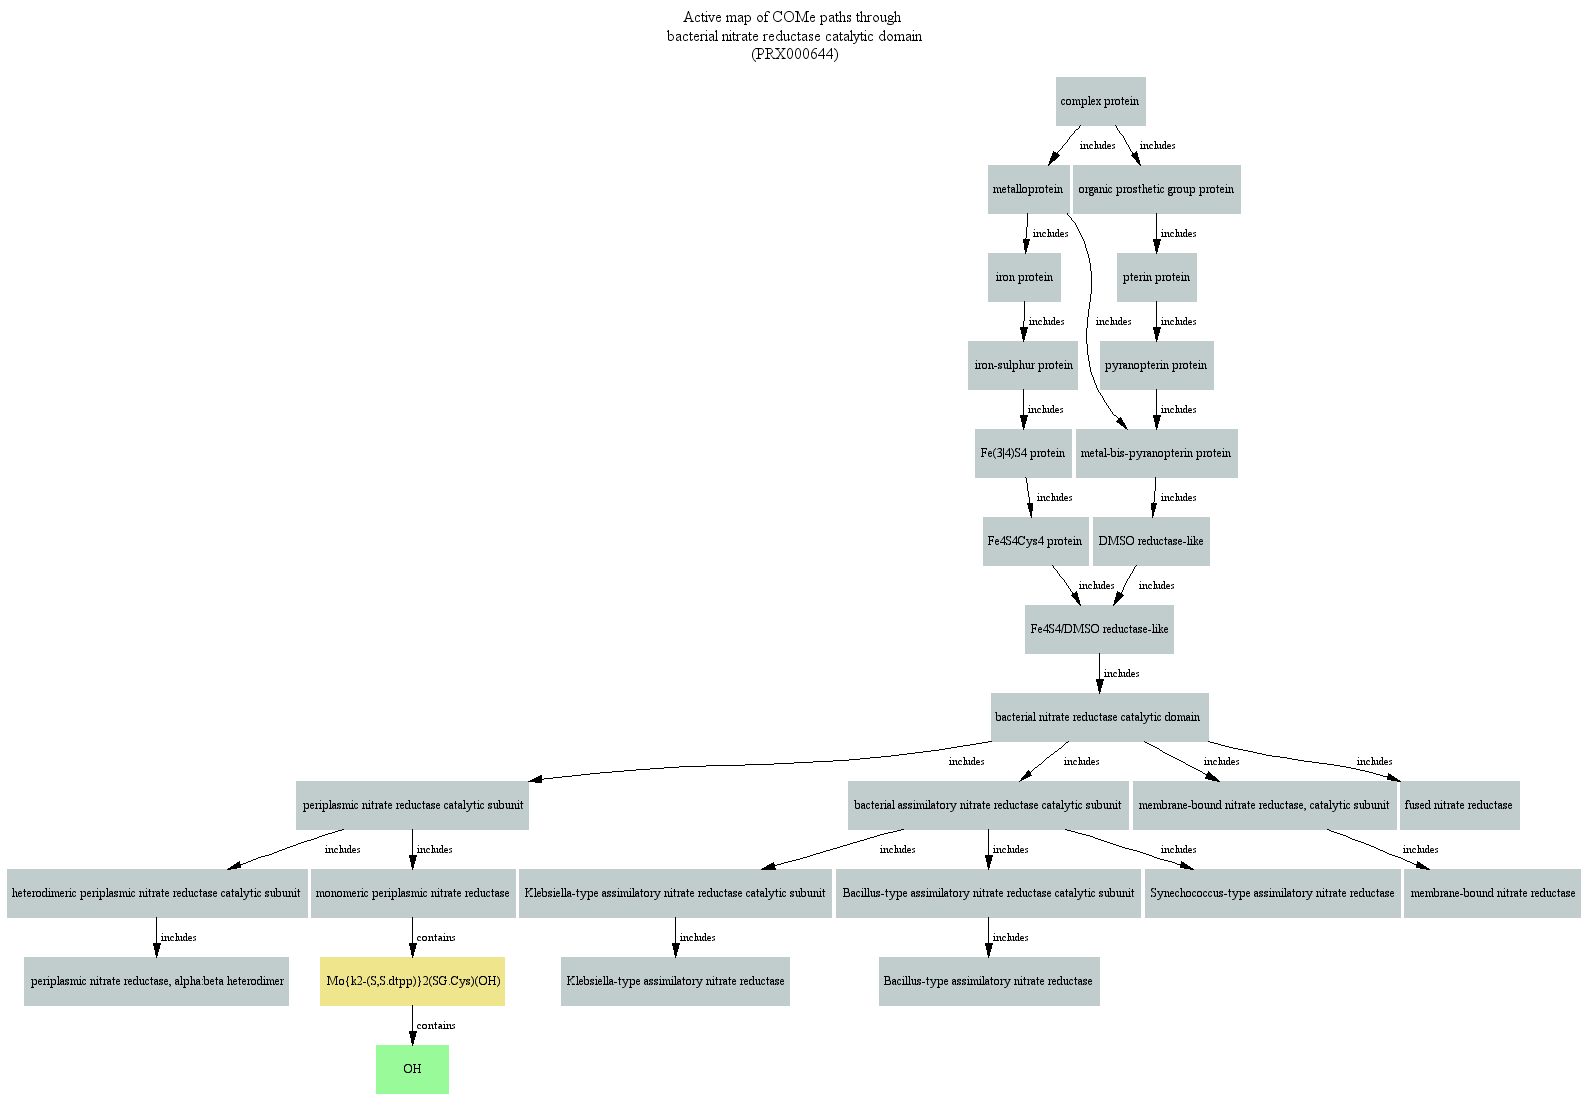 Active map of COMe paths through
bacterial nitrate reductase catalytic domain
(PRX000644)
complex protein
includes
includes
metalloprotein
organic prosthetic group protein
includes
includes
iron protein
pterin protein
includes
includes
includes
iron-sulphur protein
pyranopterin protein
includes
includes
Fe(3|4)S4 protein
metal-bis-pyranopterin protein
includes
includes
Fe4S4Cys4 protein
DMSO reductase-like
includes
includes
Fe4S4/DMSO reductase-like
includes
bacterial nitrate reductase catalytic domain
includes
includes
includes
includes
periplasmic nitrate reductase catalytic subunit
bacterial assimilatory nitrate reductase catalytic subunit
membrane-bound nitrate reductase, catalytic subunit
fused nitrate reductase
includes
includes
includes
includes
includes
includes
heterodimeric periplasmic nitrate reductase catalytic subunit
monomeric periplasmic nitrate reductase
Klebsiella-type assimilatory nitrate reductase catalytic subunit
Bacillus-type assimilatory nitrate reductase catalytic subunit
Synechococcus-type assimilatory nitrate reductase
membrane-bound nitrate reductase
includes
contains
includes
includes
periplasmic nitrate reductase, alpha:beta heterodimer
Mo{k2-(S,S.dtpp)}2(SG.Cys)(OH)
Klebsiella-type assimilatory nitrate reductase
Bacillus-type assimilatory nitrate reductase
contains
OH